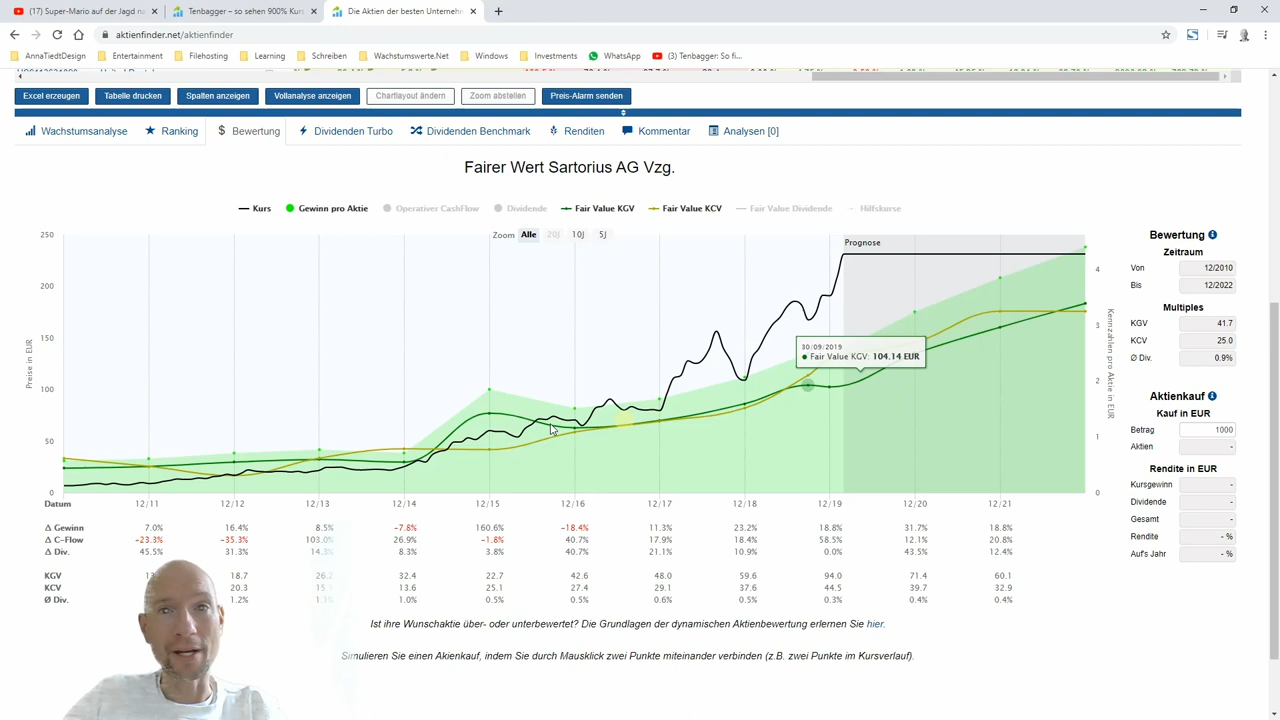 (17) Super-Mario auf der Jagd na
Tenbagger – so sehen 900% Kurs
Die Aktien der besten Unternehm
aktienfinder.net/aktienfinder
AnnaTiedtDesign Entertainment Filehosting Learning Schreiben Wachstumswerte.Net Windows Investments WhatsApp (3) Tenbagger: So fi...
Excel erzeugen Tabelle drucken Spalten anzeigen Vollanalyse anzeigen Chartlayout ändern Zoom abstellen Preis-Alarm senden
Wachstumsanalyse Ranking Bewertung Dividenden Turbo Dividenden Benchmark Renditen Kommentar Analysen [0]
Fairer Wert Sartorius AG Vzg.
Kurs Gewinn pro Aktie Operativer CashFlow Dividende Fair Value KGV Fair Value KCV Fair Value Dividende Hilfskurse
Zoom Alle 20J 10J 5J
Prognose
250
200
150
100
50
0
Preise in EUR
4
3
2
1
0
Kennzahlen pro Aktie in EUR
30/09/2019
Fair Value KGV: 104.14 EUR
Datum 12/11 12/12 12/13 12/14 12/15 12/16 12/17 12/18 12/19 12/20 12/21
Δ Gewinn 7.0% 16.4% 8.5% -7.8% 160.6% -18.4% 11.3% 23.2% 18.8% 31.7% 18.8%
Δ C-Flow -23.3% -35.3% 103.0% 26.9% -1.8% 40.7% 17.9% 18.4% 58.5% 12.1% 20.8%
Δ Div. 45.5% 31.3% 14.3% 8.3% 3.8% 40.7% 21.1% 10.9% 0.0% 43.5% 12.4%
KGV 18.7 26.2 32.4 22.7 42.6 48.0 59.6 94.0 71.4 60.1
KCV 20.3 13.6 25.1 27.4 29.1 37.6 44.5 39.7 32.9
Ø Div. 1.2% 1.0% 0.5% 0.5% 0.6% 0.5% 0.3% 0.4% 0.4%
Ist ihre Wunschaktie über- oder unterbewertet? Die Grundlagen der dynamischen Aktienbewertung erlernen Sie hier.
Simulieren Sie einen Aktienkauf, indem Sie durch Mausklick zwei Punkte miteinander verbinden (z.B. zwei Punkte im Kursverlauf).
Bewertung
Zeitraum
Von 12/2010
Bis 12/2022
Multiples
KGV 41.7
KCV 25.0
Ø Div. 0.9%
Aktienkauf
Kauf in EUR
Betrag 1000
Aktien -
Rendite in EUR
Kursgewinn -
Dividende -
Gesamt -
Rendite - %
Auf's Jahr - %